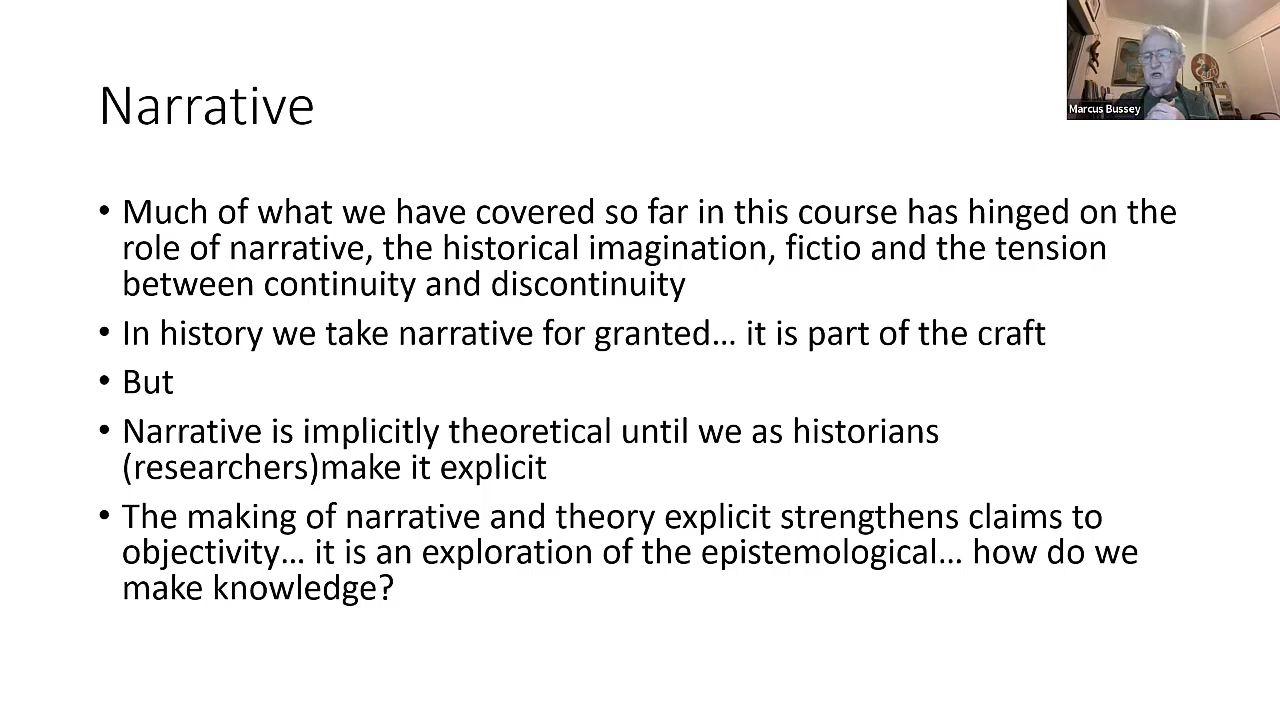 Narrative
Marcus Bussey
• Much of what we have covered so far in this course has hinged on the
role of narrative, the historical imagination, fictio and the tension
between continuity and discontinuity
• In history we take narrative for granted… it is part of the craft
• But
• Narrative is implicitly theoretical until we as historians
(researchers)make it explicit
• The making of narrative and theory explicit strengthens claims to
objectivity… it is an exploration of the epistemological… how do we
make knowledge?